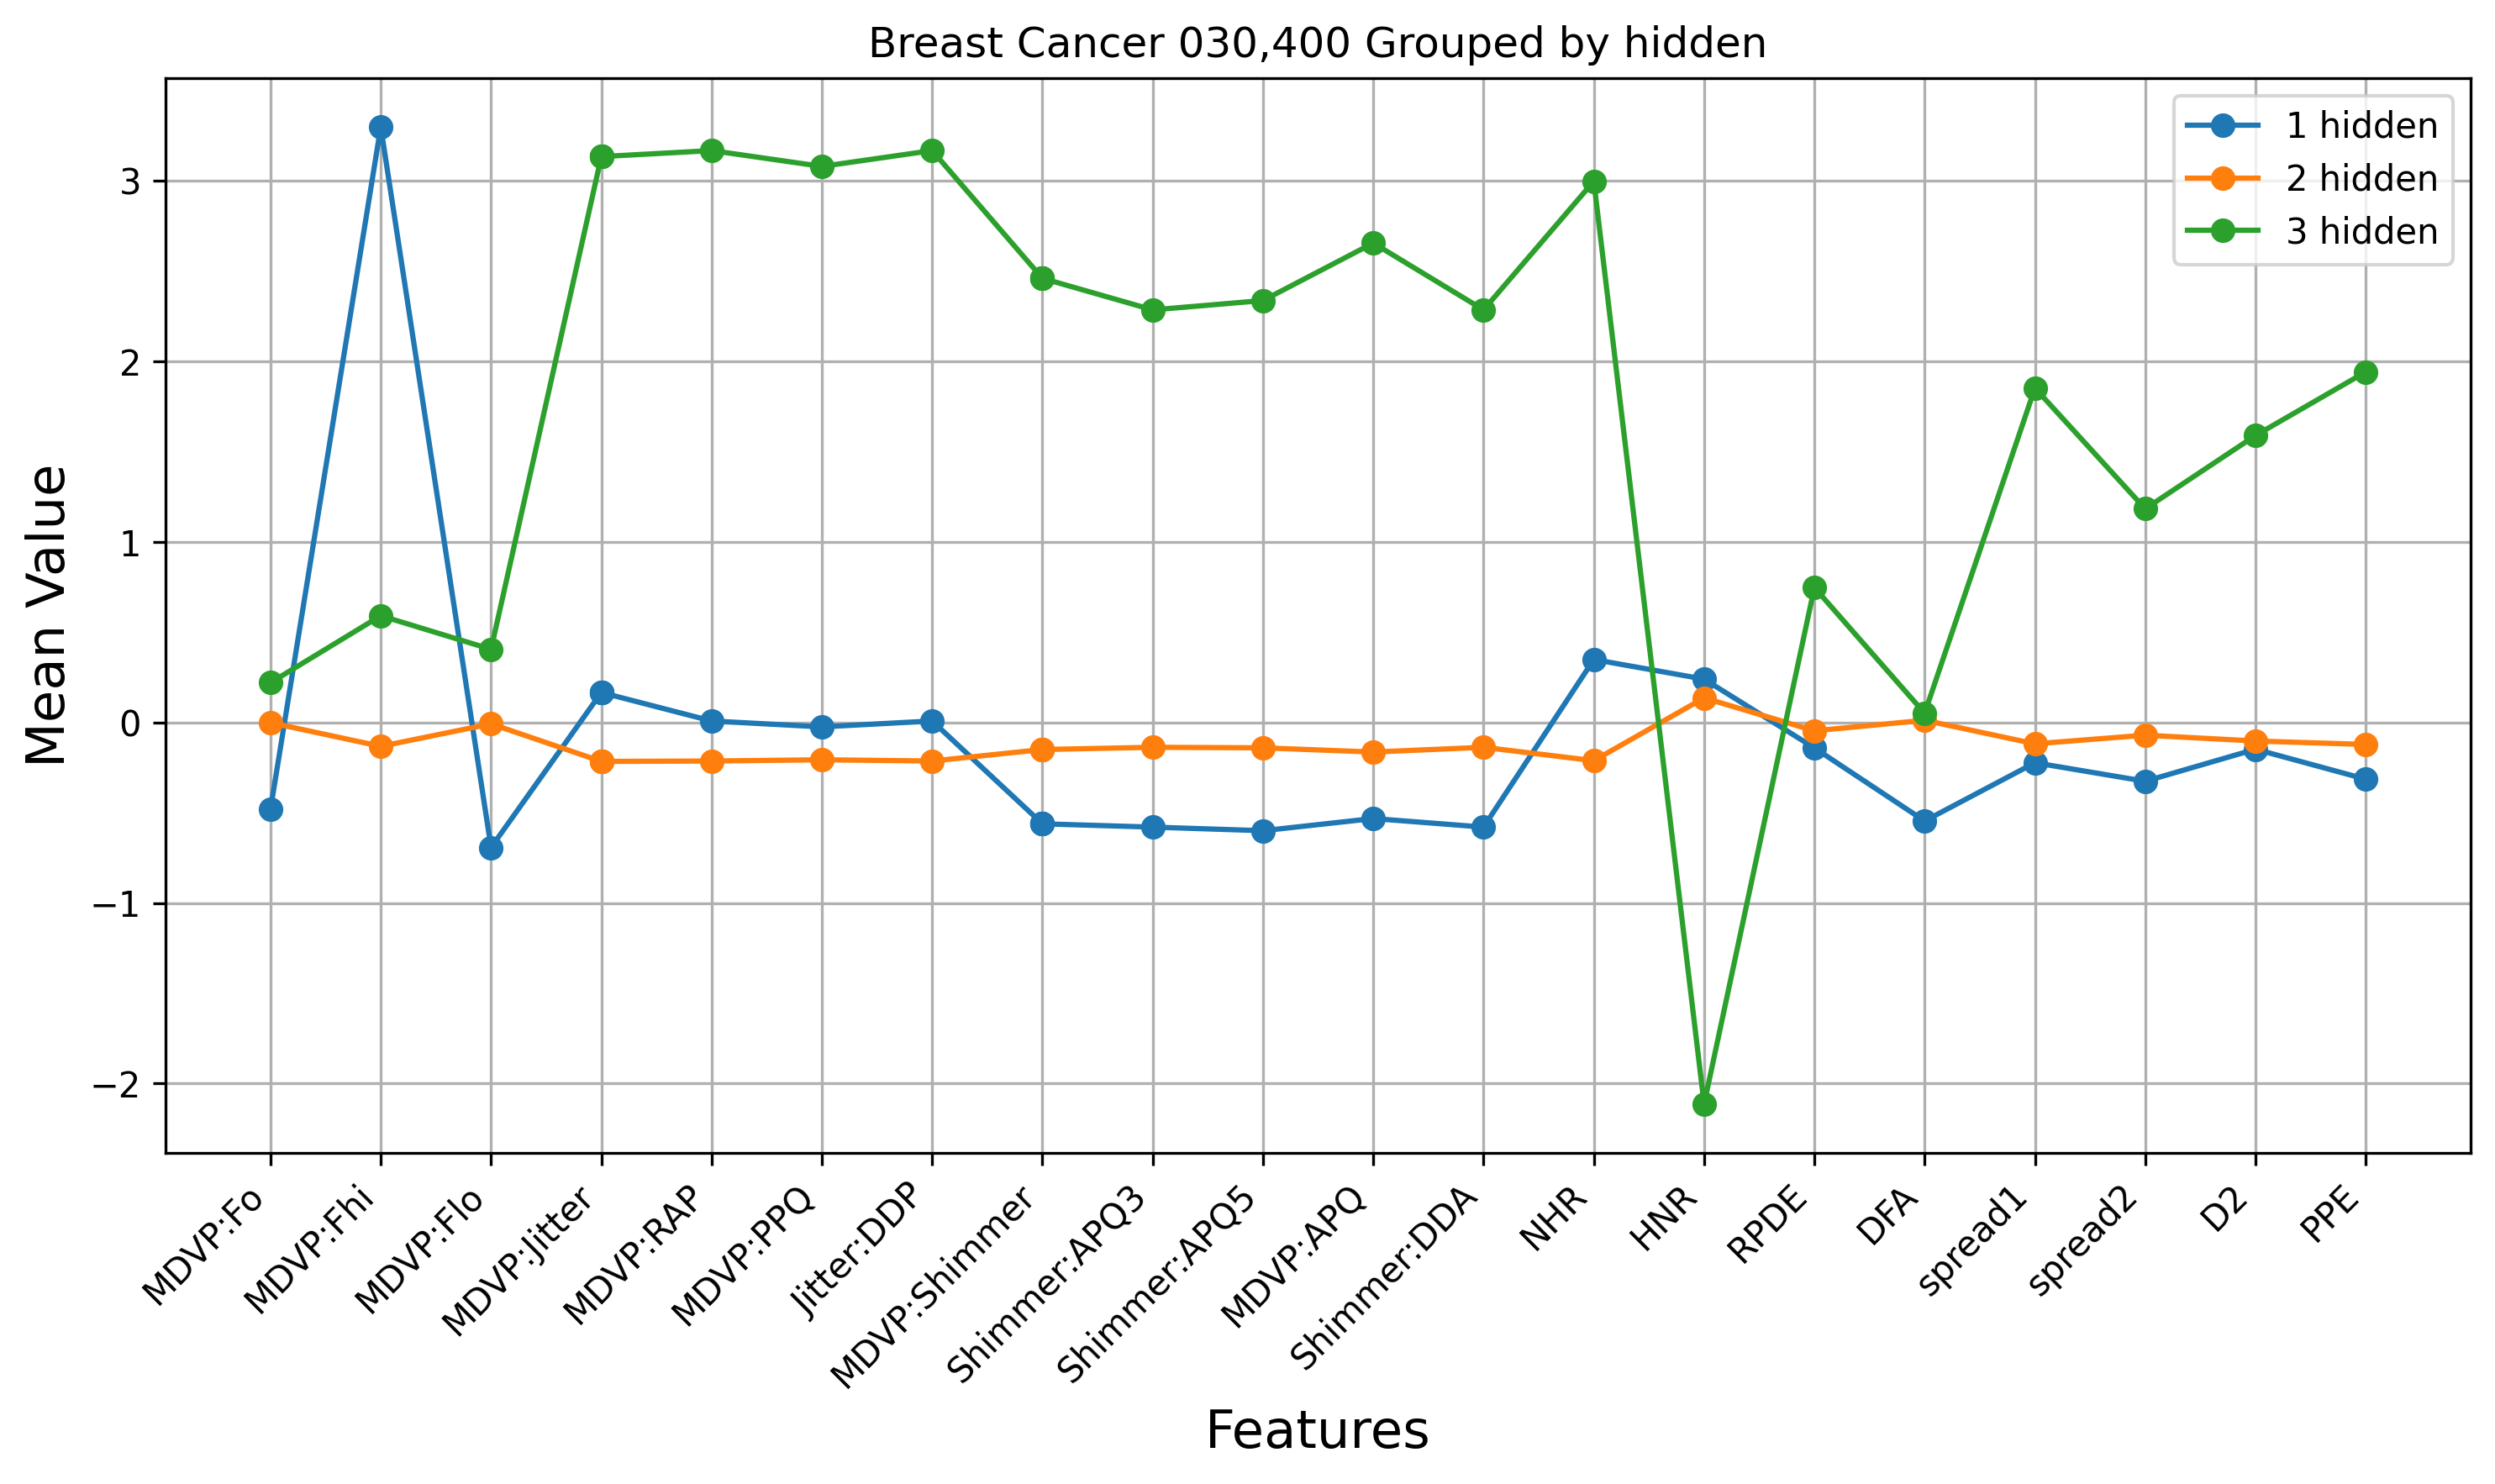 Breast Cancer 030,400 Grouped by hidden
1 hidden
2 hidden
3 hidden
Mean Value
3
2
1
0
−1
−2
MDVP:Fo
MDVP:Fhi
MDVP:Flo
MDVP:Jitter
MDVP:RAP
MDVP:PPQ
Jitter:DDP
MDVP:Shimmer
Shimmer:APQ3
Shimmer:APQ5
MDVP:APQ
Shimmer:DDA
NHR
HNR
RPDE
DFA
spread1
spread2
D2
PPE
Features